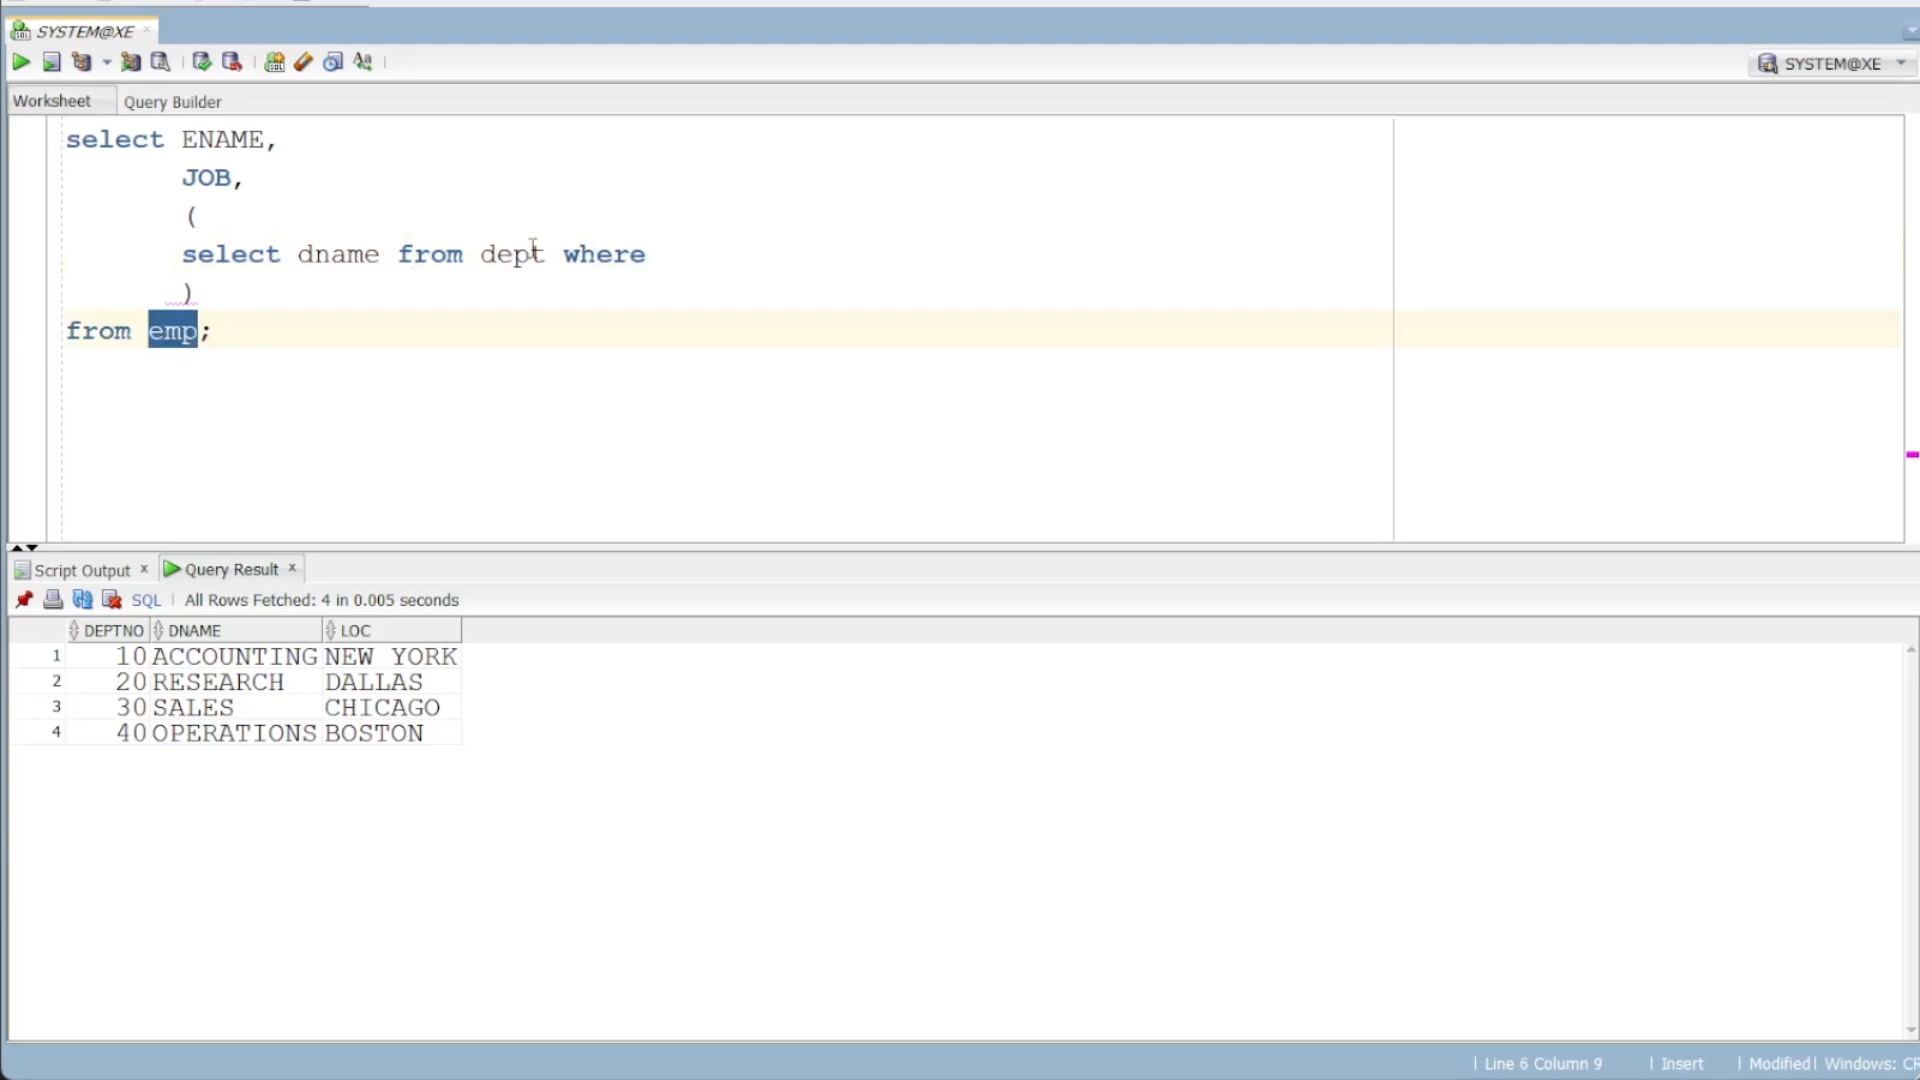 SYSTEM@XE
SYSTEM@XE
Worksheet Query Builder
select ENAME,
JOB,
(
select dname from dept where
)
from emp;
Script Output x Query Result x
SQL | All Rows Fetched: 4 in 0.005 seconds
DEPTNO DNAME LOC
1 10 ACCOUNTING NEW YORK
2 20 RESEARCH DALLAS
3 30 SALES CHICAGO
4 40 OPERATIONS BOSTON
| Line 6 Column 9 | Insert | Modified | Windows: CR